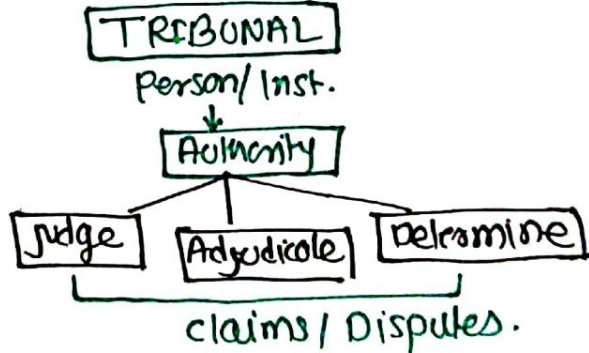 TRIBUNAL
Person/Inst.
Authority
Judge Adjudicate Determine
claims/Disputes.